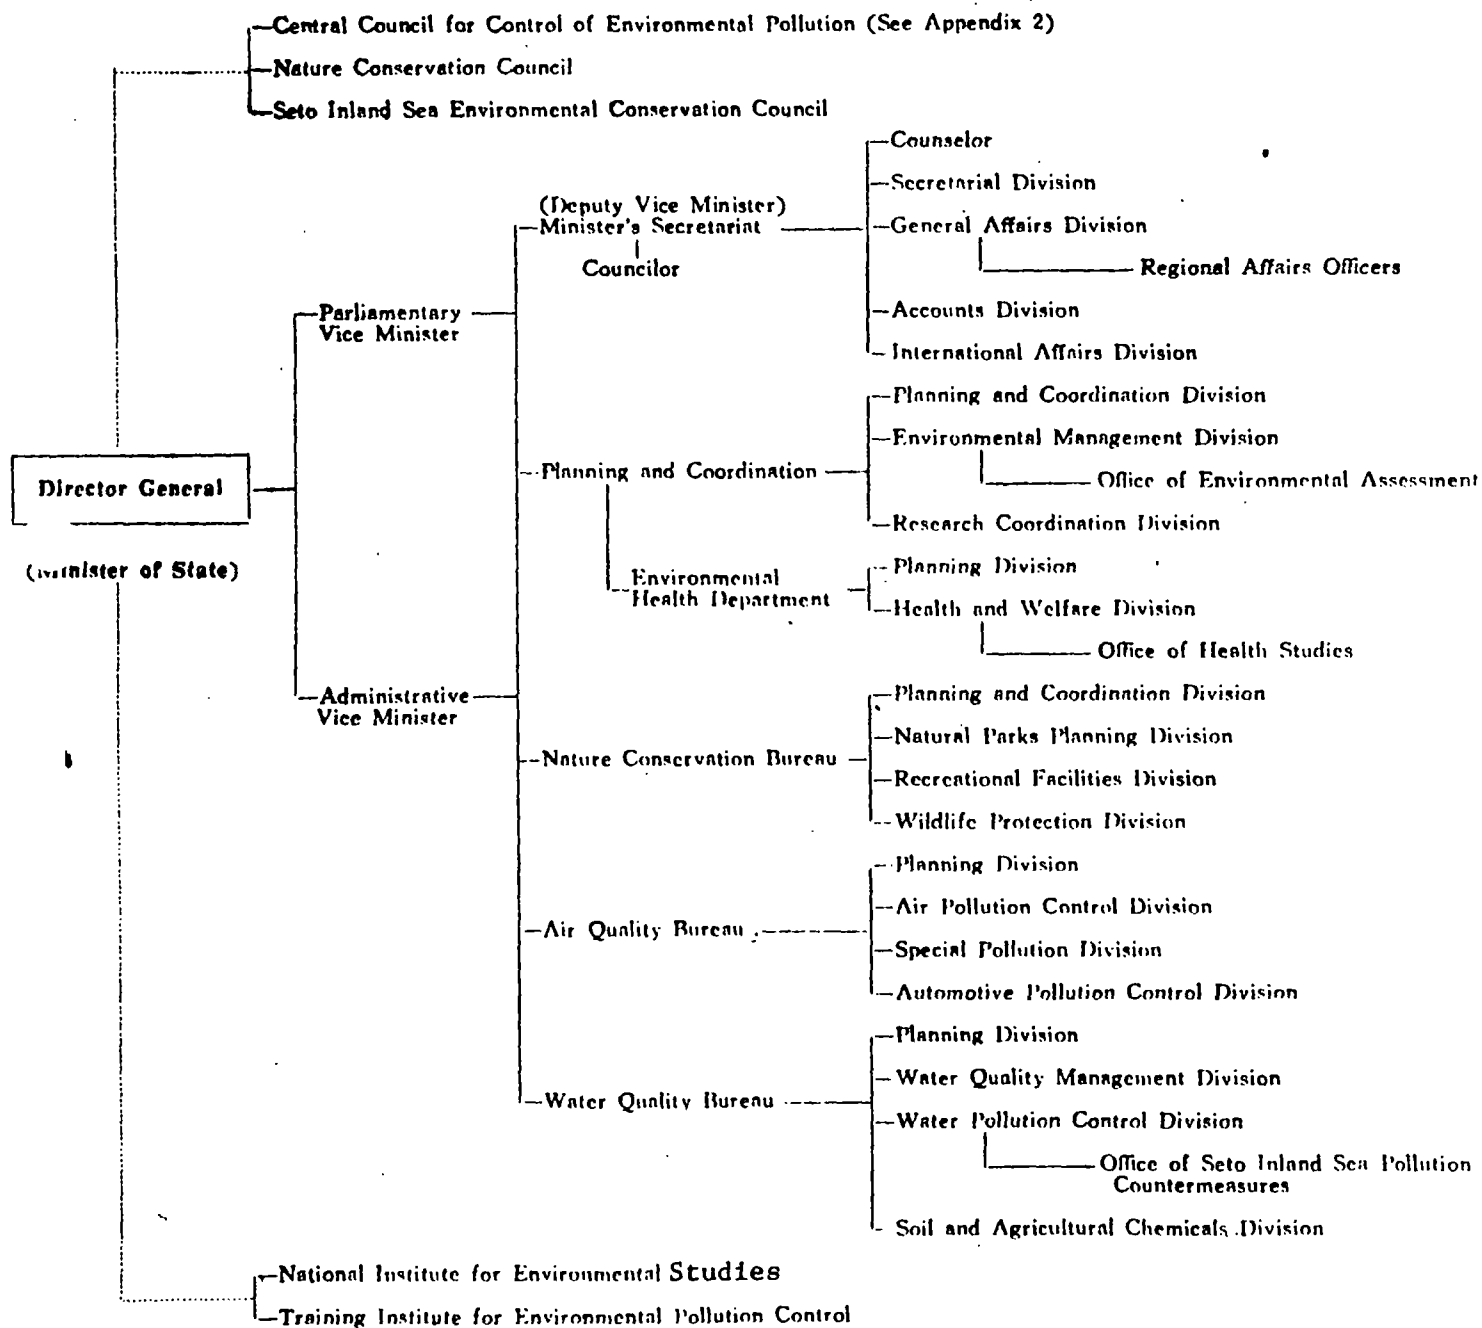 Central Council for Control of Environmental Pollution (See Appendix 2)
Nature Conservation Council
Seto Inland Sea Environmental Conservation Council
Director General
(Minister of State)
Parliamentary
Vice Minister
Administrative
Vice Minister
(Deputy Vice Minister)
Minister's Secretariat
Councilor
Counselor
Secretarial Division
General Affairs Division
Regional Affairs Officers
Accounts Division
International Affairs Division
Planning and Coordination
Planning and Coordination Division
Environmental Management Division
Office of Environmental Assessment
Research Coordination Division
Environmental
Health Department
Planning Division
Health and Welfare Division
Office of Health Studies
Nature Conservation Bureau
Planning and Coordination Division
Natural Parks Planning Division
Recreational Facilities Division
Wildlife Protection Division
Air Quality Bureau
Planning Division
Air Pollution Control Division
Special Pollution Division
Automotive Pollution Control Division
Water Quality Bureau
Planning Division
Water Quality Management Division
Water Pollution Control Division
Office of Seto Inland Sea Pollution
Countermeasures
Soil and Agricultural Chemicals Division
National Institute for Environmental Studies
Training Institute for Environmental Pollution Control